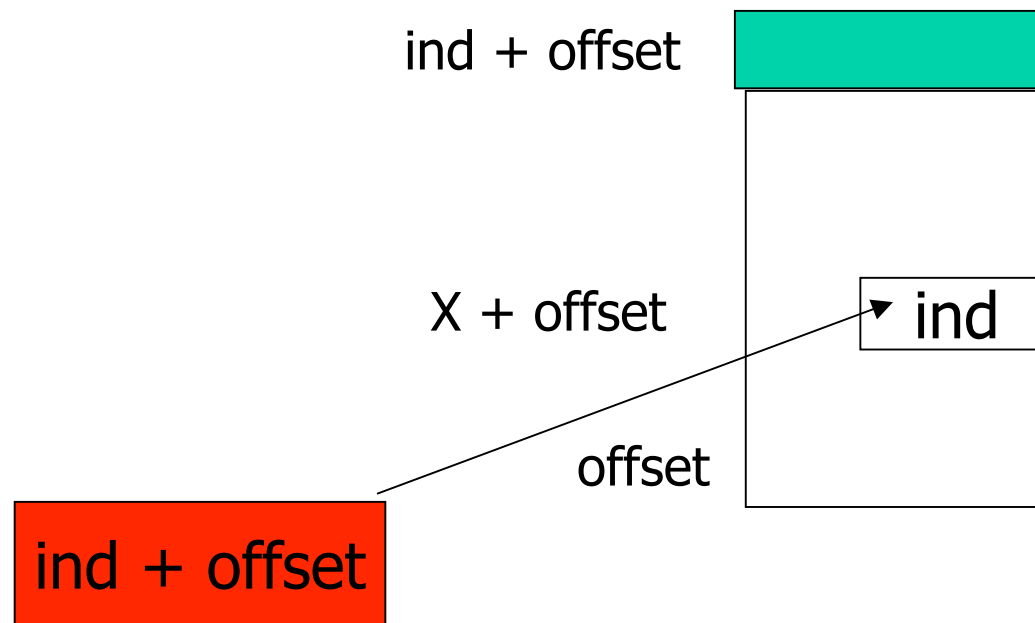 ind + offset
X + offset
ind
offset
ind + offset